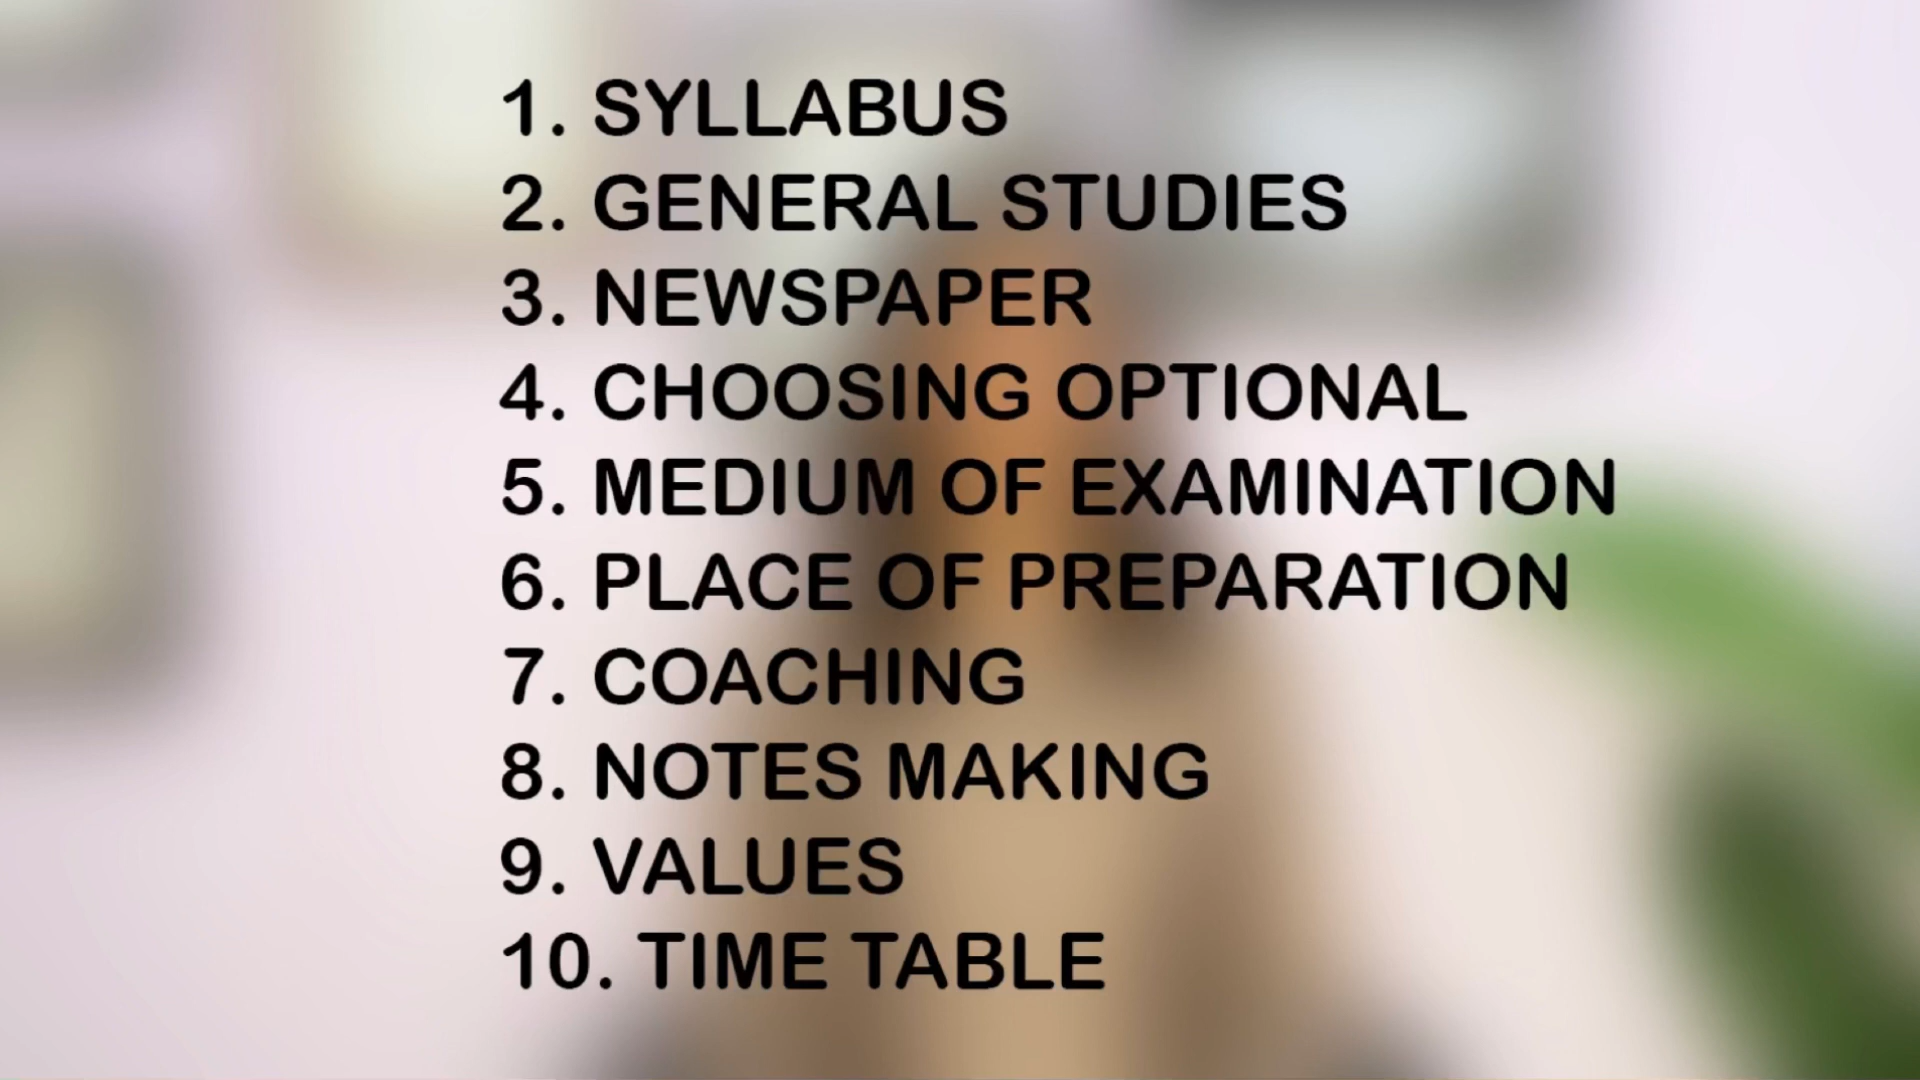 1. SYLLABUS
2. GENERAL STUDIES
3. NEWSPAPER
4. CHOOSING OPTIONAL
5. MEDIUM OF EXAMINATION
6. PLACE OF PREPARATION
7. COACHING
8. NOTES MAKING
9. VALUES
10. TIME TABLE